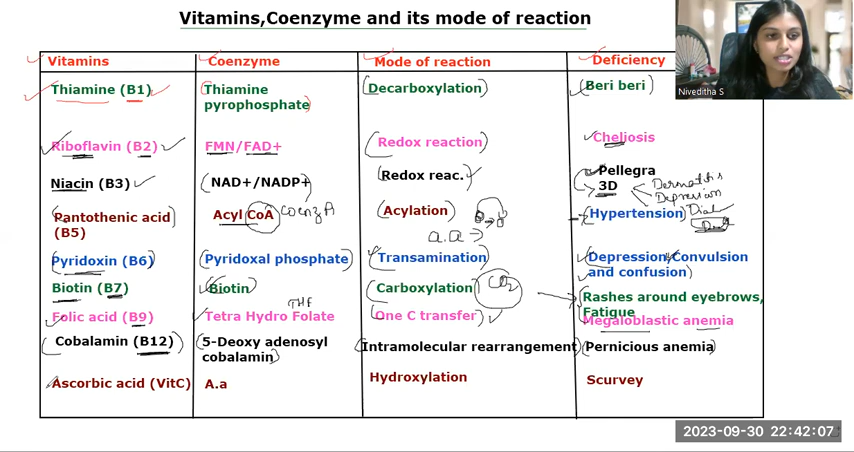 Vitamins,Coenzyme and its mode of reaction
Vitamins Coenzyme Mode of reaction Deficiency
Niveditha S
Thiamine (B1) Thiamine pyrophosphate Decarboxylation Beri beri
Riboflavin (B2) FMN/FAD+ Redox reaction Cheliosis
Niacin (B3) NAD+/NADP+ Redox reac. Pellegra
3D Dermatitis
Depression
Pantothenic acid (B5) Acyl CoA Coenz A Acylation Hypertension
a.a
Pyridoxin (B6) Pyridoxal phosphate Transamination Depression, Convulsion and confusion
Biotin (B7) Biotin Carboxylation CO2 Rashes around eyebrows, Fatigue
THF
Folic acid (B9) Tetra Hydro Folate One C transfer Megaloblastic anemia
Cobalamin (B12) 5-Deoxy adenosyl cobalamin Intramolecular rearrangement Pernicious anemia
Ascorbic acid (VitC) A.a Hydroxylation Scurvey
2023-09-30 22:42:07